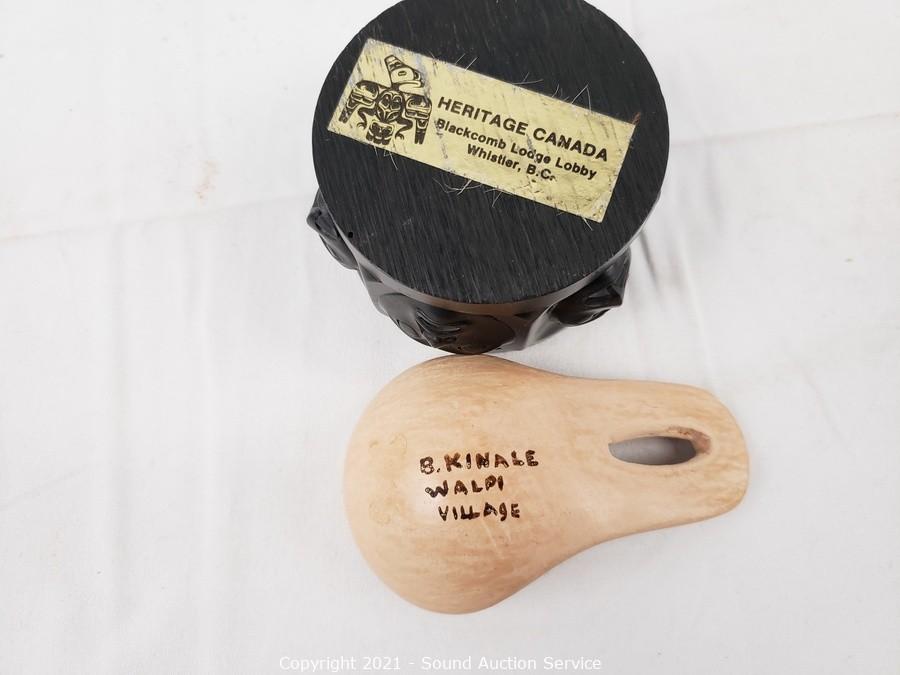 HERITAGE CANADA
Blackcomb Lodge Lobby
Whistler, B.C.
B. KINALE
WALPI
VILLAGE
Copyright 2021 - Sound Auction Service